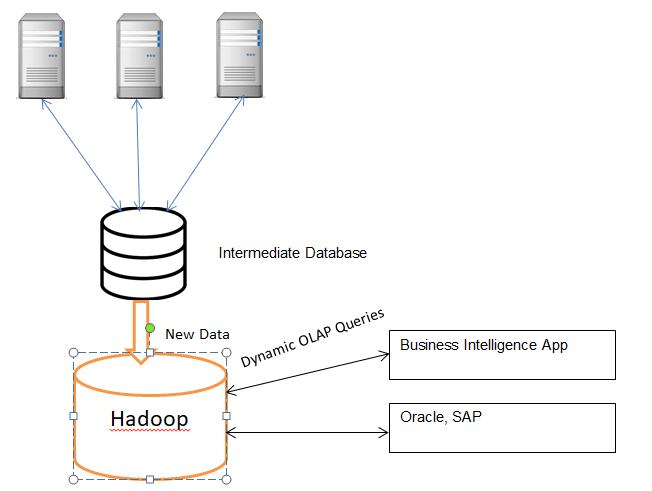 Intermediate Database
New Data
Dynamic OLAP Queries
Business Intelligence App
Hadoop
Oracle, SAP